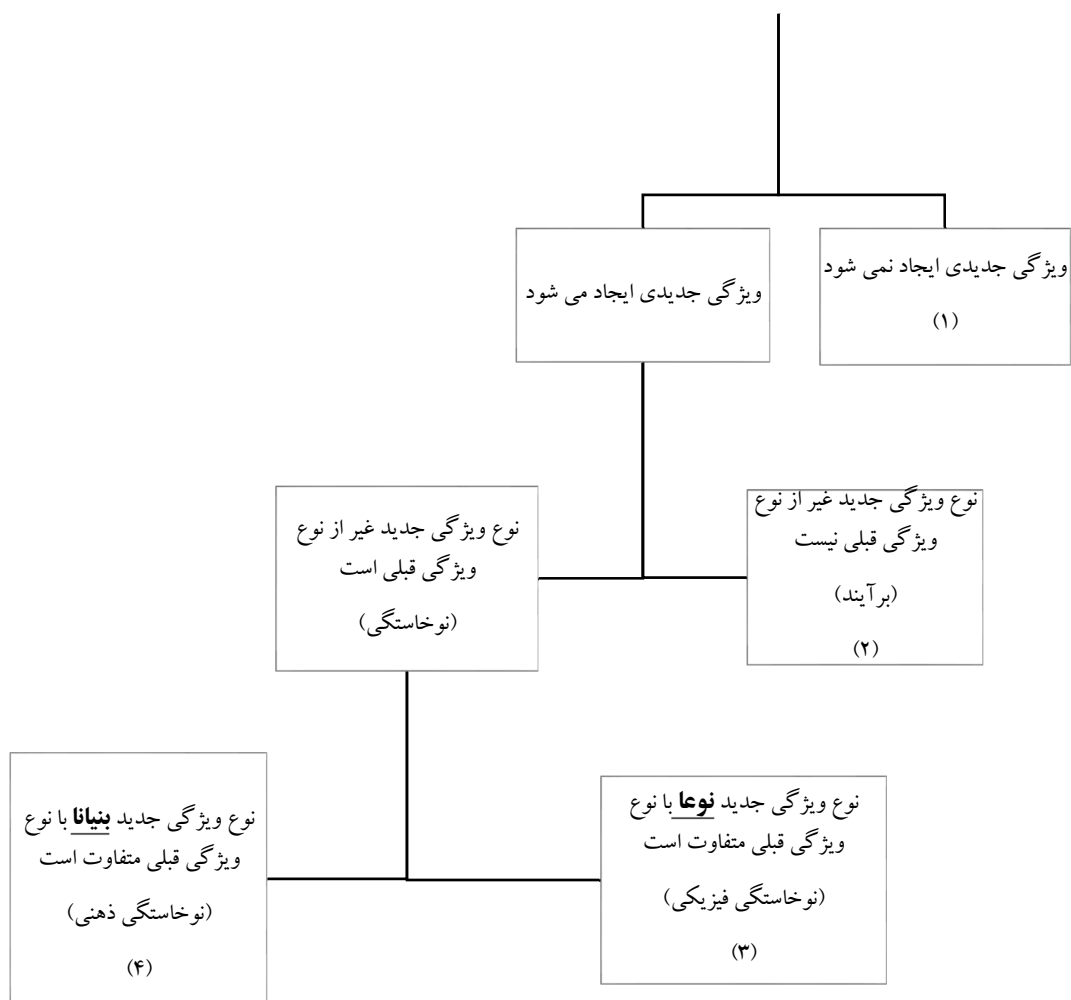 ویژگی جدیدی ایجاد نمی شود
(۱)
ویژگی جدیدی ایجاد می شود
نوع ویژگی جدید غیر از نوع
ویژگی قبلی نیست
(برآیند)
(۲)
نوع ویژگی جدید غیر از نوع
ویژگی قبلی است
(نوخاستگی)
نوع ویژگی جدید نوعا با نوع
ویژگی قبلی متفاوت است
(نوخاستگی فیزیکی)
(۳)
نوع ویژگی جدید بنیانا با نوع
ویژگی قبلی متفاوت است
(نوخاستگی ذهنی)
(۴)